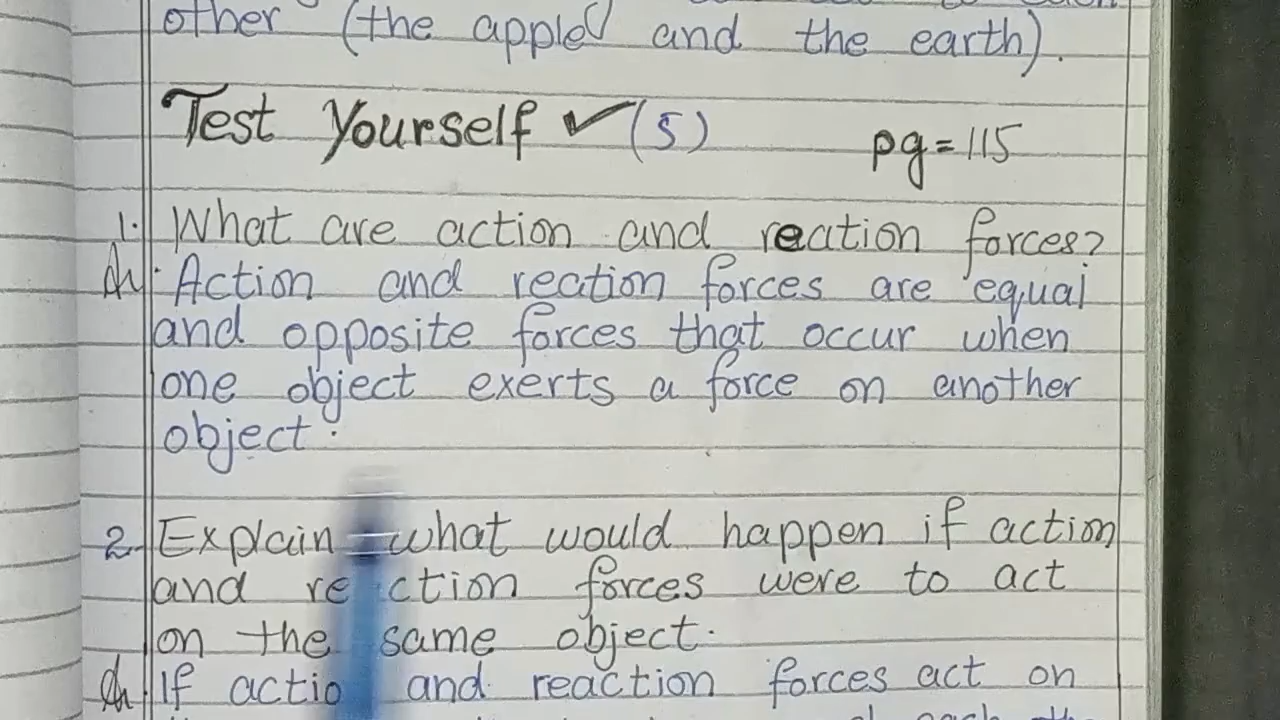 other (the apple and the earth).
Test Yourself ✓ (5) pg=115
1. What are action and reaction forces?
Action and rection forces are equal
and opposite forces that occur when
one object exerts a force on another
object.
2. Explain what would happen if action
and re ction forces were to act
on the same object.
If actio and reaction forces act on